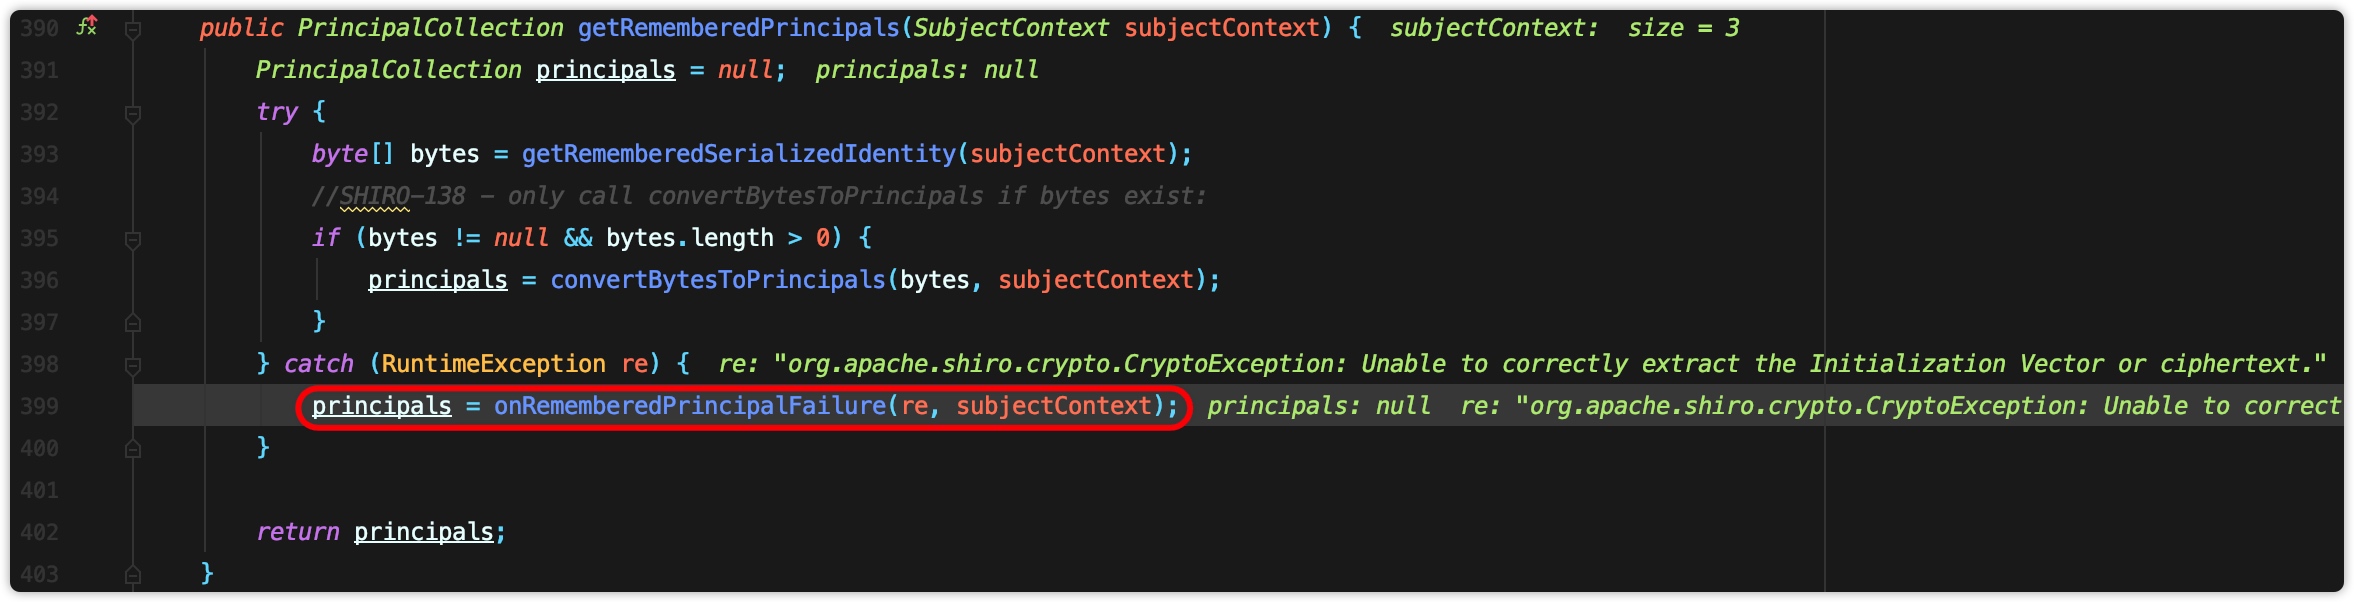 390 public PrincipalCollection getRememberedPrincipals(SubjectContext subjectContext) { subjectContext: size = 3
391 PrincipalCollection principals = null; principals: null
392 try {
393 byte[] bytes = getRememberedSerializedIdentity(subjectContext);
394 //SHIRO-138 - only call convertBytesToPrincipals if bytes exist:
395 if (bytes != null && bytes.length > 0) {
396 principals = convertBytesToPrincipals(bytes, subjectContext);
397 }
398 } catch (RuntimeException re) { re: "org.apache.shiro.crypto.CryptoException: Unable to correctly extract the Initialization Vector or ciphertext."
399 principals = onRememberedPrincipalFailure(re, subjectContext); principals: null re: "org.apache.shiro.crypto.CryptoException: Unable to correct
400 }
401
402 return principals;
403 }